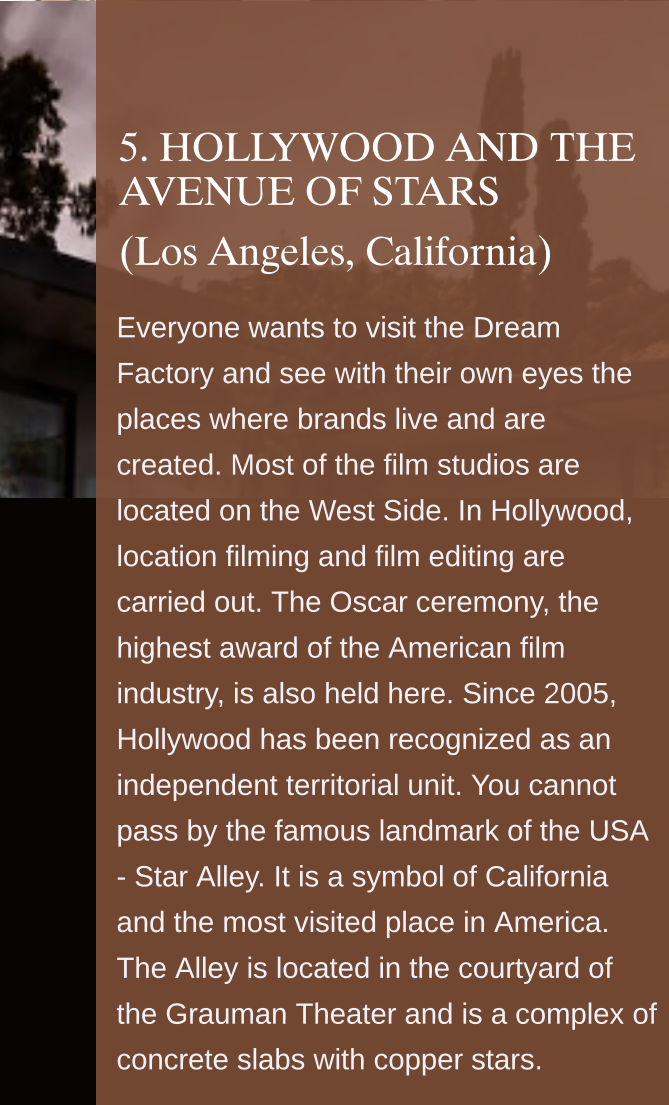 5. HOLLYWOOD AND THE
AVENUE OF STARS
(Los Angeles, California)
Everyone wants to visit the Dream
Factory and see with their own eyes the
places where brands live and are
created. Most of the film studios are
located on the West Side. In Hollywood,
location filming and film editing are
carried out. The Oscar ceremony, the
highest award of the American film
industry, is also held here. Since 2005,
Hollywood has been recognized as an
independent territorial unit. You cannot
pass by the famous landmark of the USA
- Star Alley. It is a symbol of California
and the most visited place in America.
The Alley is located in the courtyard of
the Grauman Theater and is a complex of
concrete slabs with copper stars.